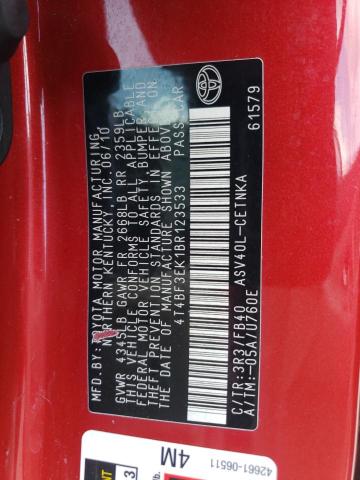 MFD. BY: TOYOTA MOTOR MANUFACTURING,
NORTHERN KENTUCKY, INC. 06/10
GVWR 4345LB GAWR FR 2668LB RR 2359LB
THIS VEHICLE CONFORMS TO ALL APPLICABLE
FEDERAL MOTOR VEHICLE SAFETY, BUMPER, AND
THEFT PREVENTION STANDARDS IN EFFECT ON
THE DATE OF MANUFACTURE SHOWN ABOVE.
4T4BF3EK1BR123533 PASS. CAR
C/TR:3R3/FB40 ASV40L-CETNKA
A/TM:-05A/U760E 61579
4M
42661-06511